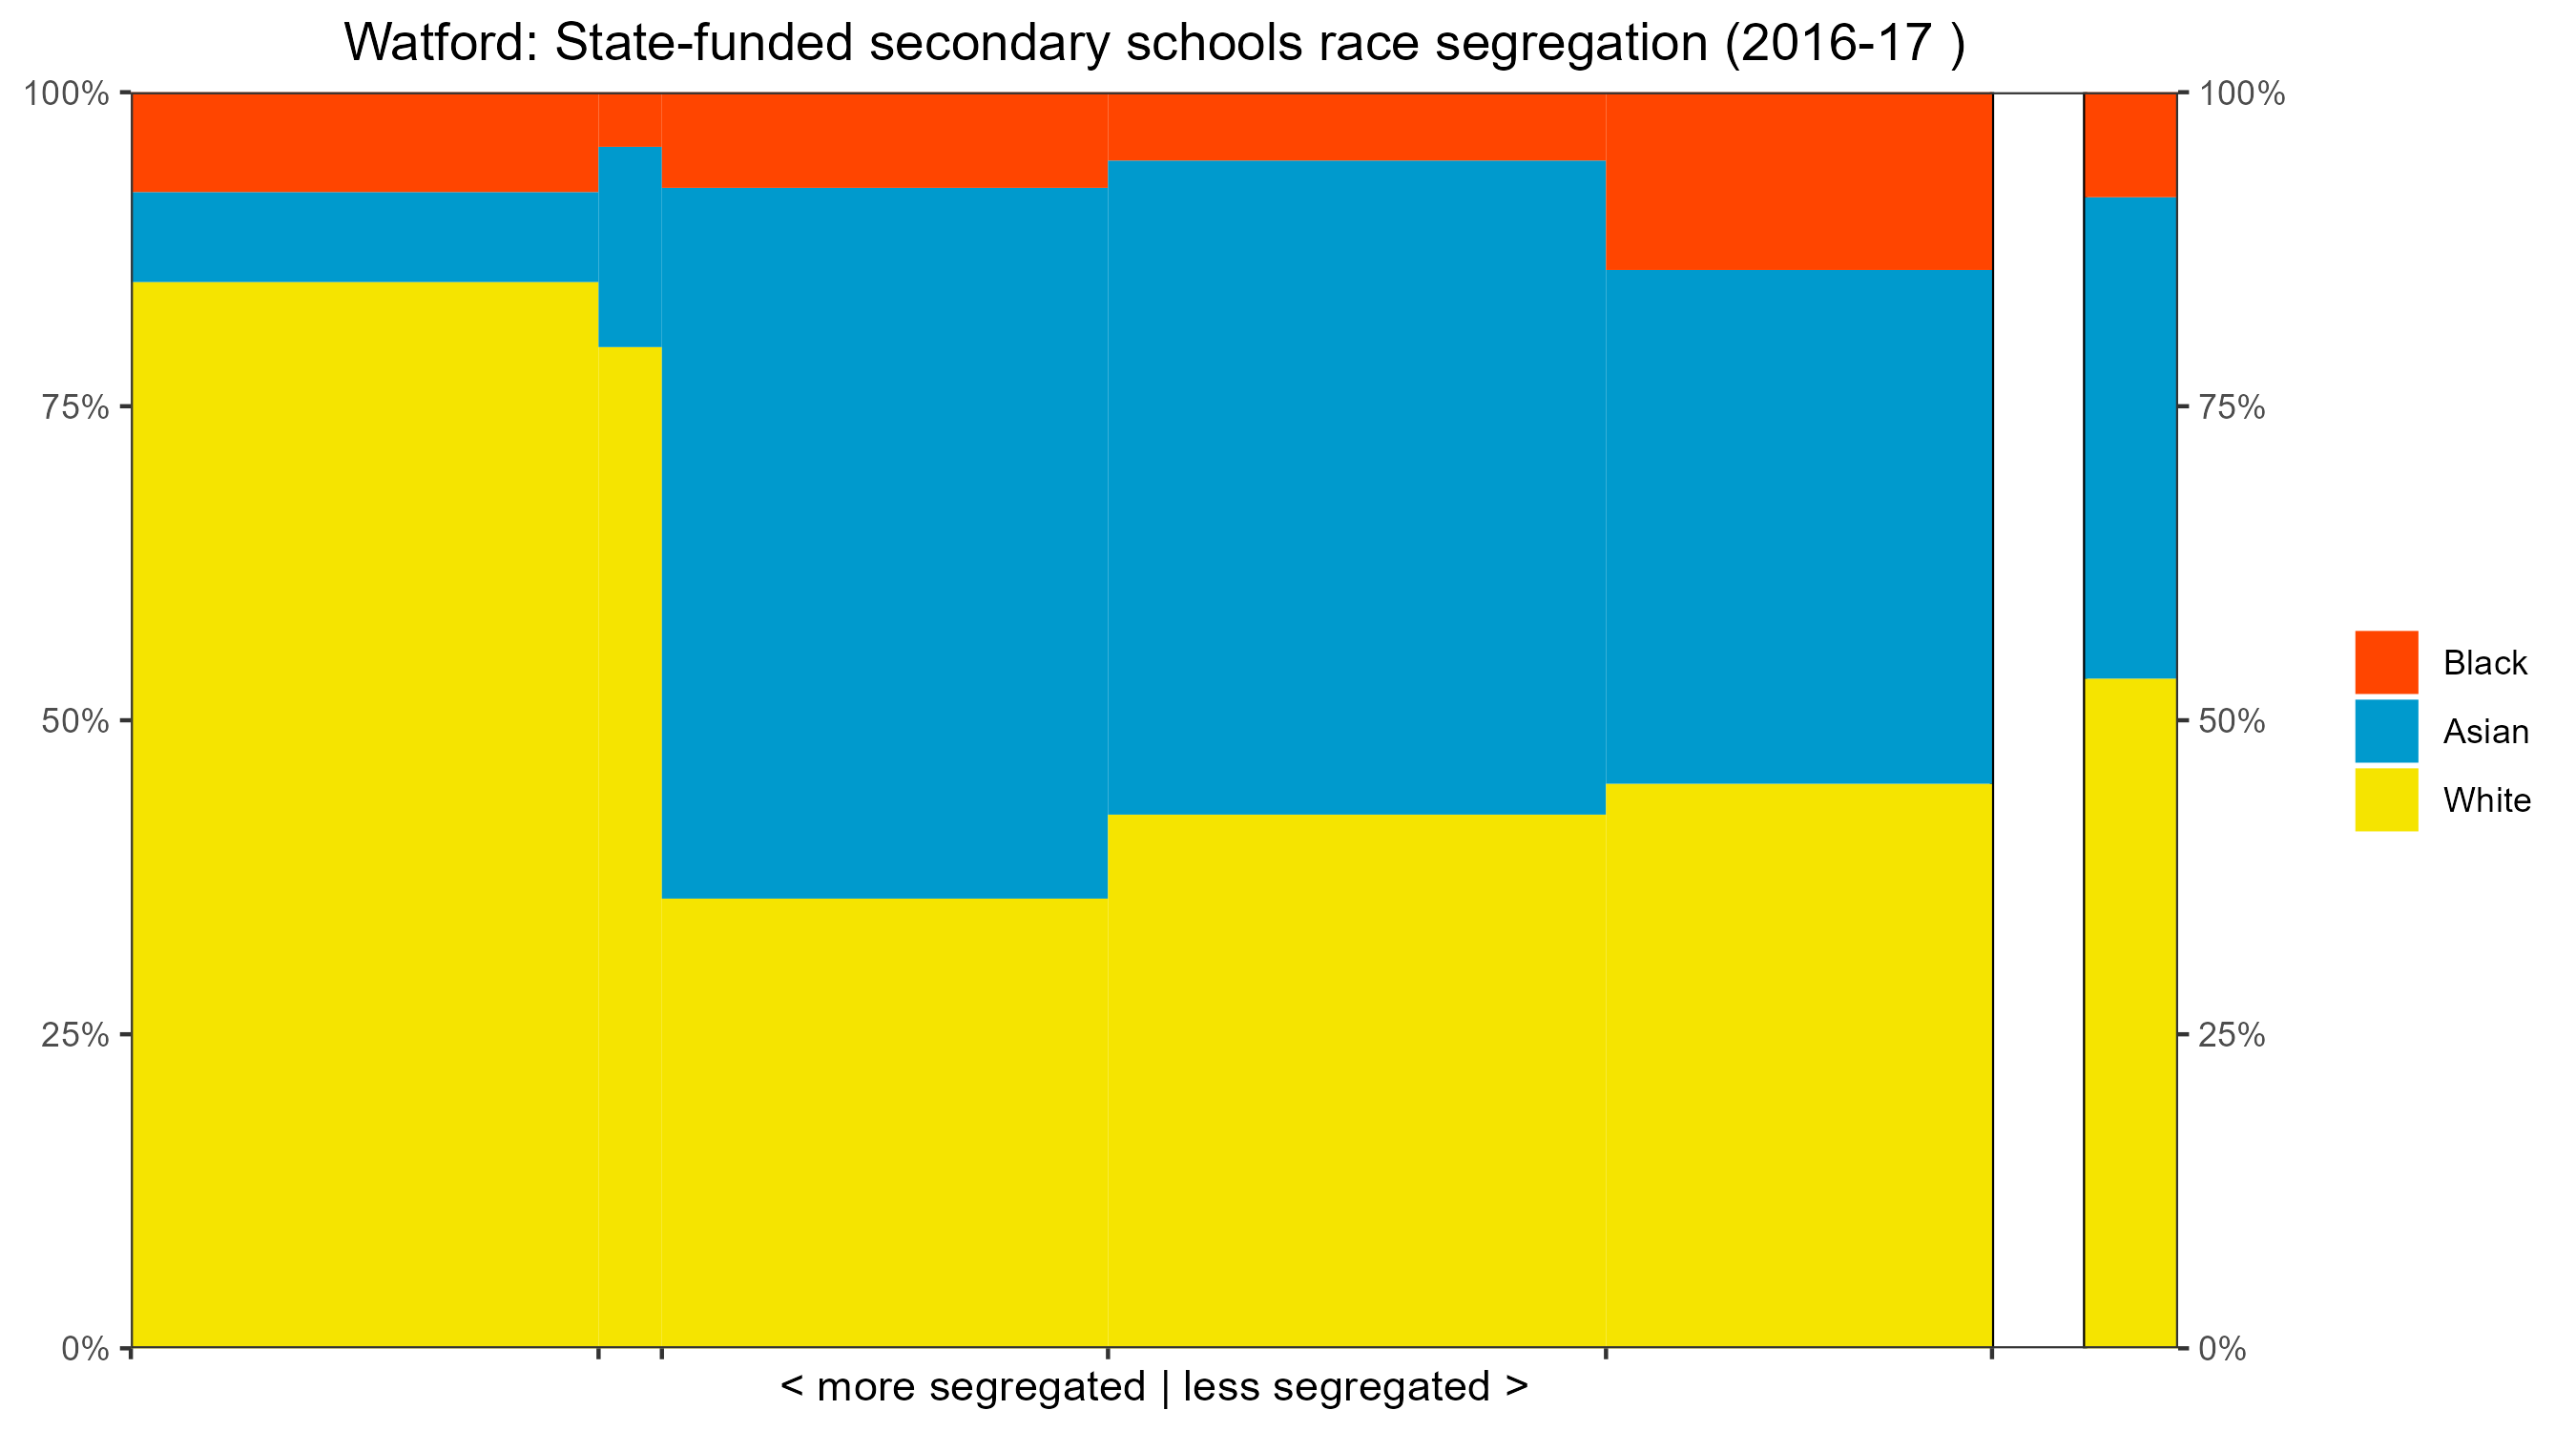 Watford: State-funded secondary schools race segregation (2016-17 )
100%
75%
50%
25%
0%
100%
75%
50%
25%
0%
Black
Asian
White
< more segregated | less segregated >